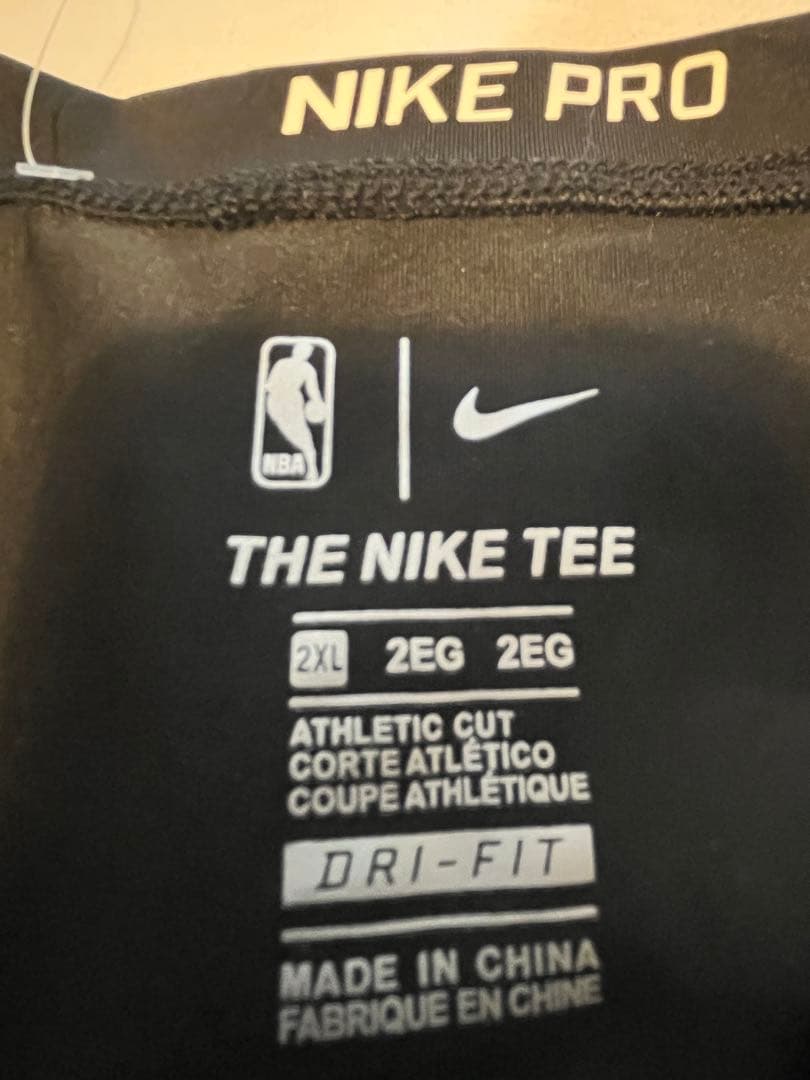 NIKE PRO
NBA
THE NIKE TEE
2XL 2EG 2EG
ATHLETIC CUT
CORTE ATLÉTICO
COUPE ATHLÉTIQUE
DRI-FIT
MADE IN CHINA
FABRIQUE EN CHINE